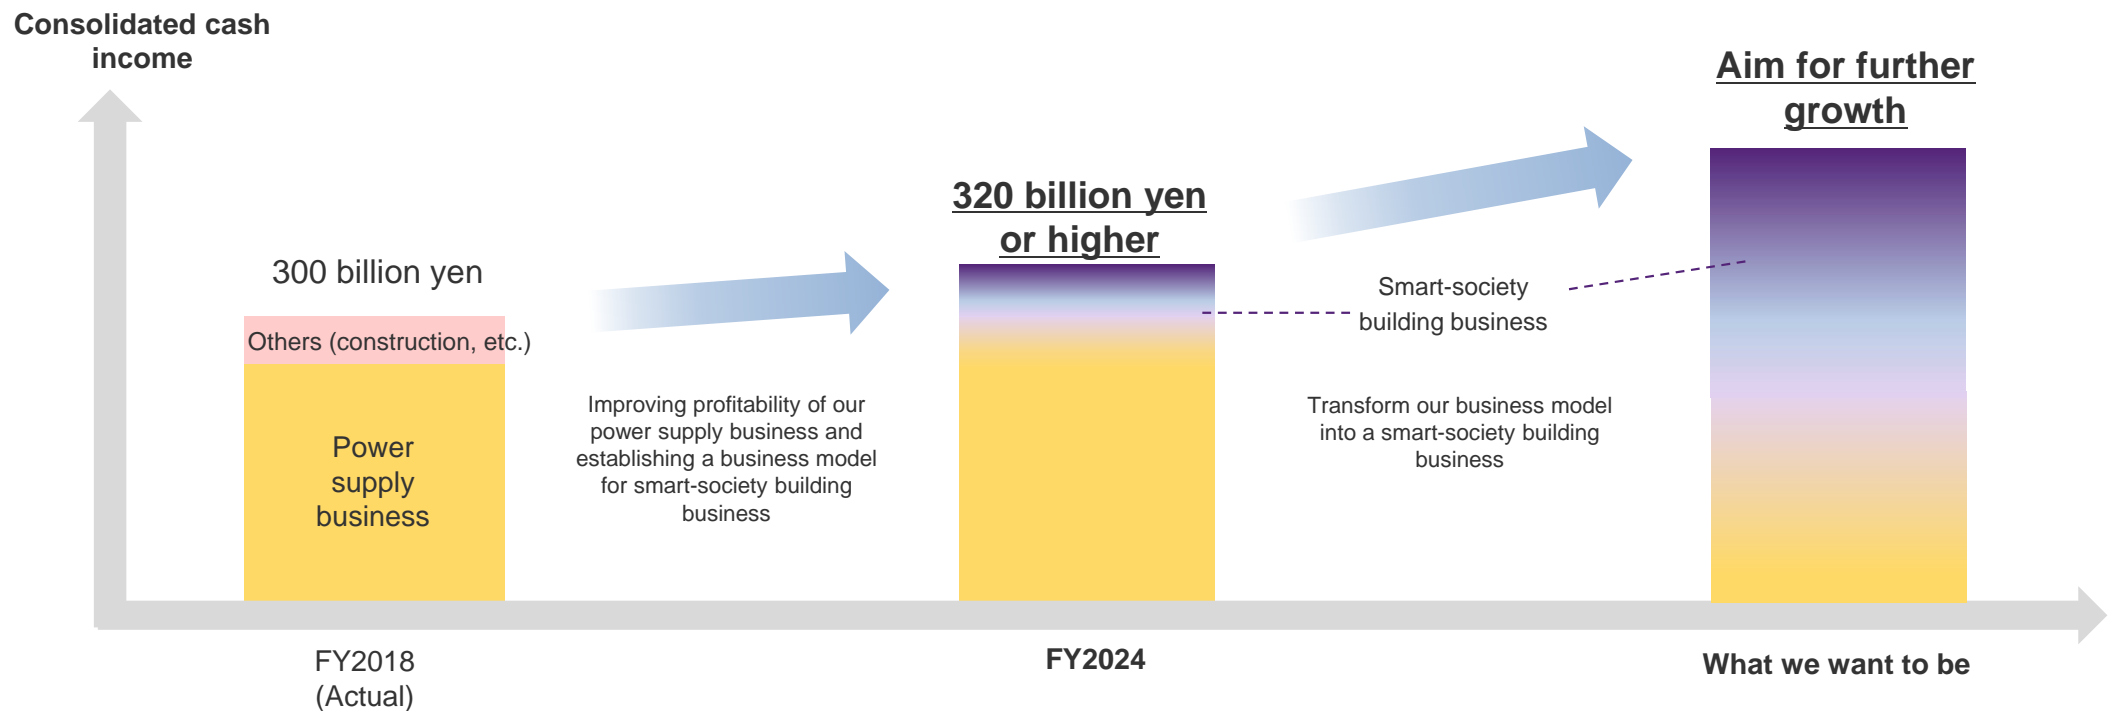 Consolidated cash
income
300 billion yen
Others (construction, etc.)
Power
supply
business
FY2018
(Actual)
Improving profitability of our
power supply business and
establishing a business model
for smart-society building
business
320 billion yen
or higher
FY2024
Smart-society
building business
Transform our business model
into a smart-society building
business
Aim for further
growth
What we want to be